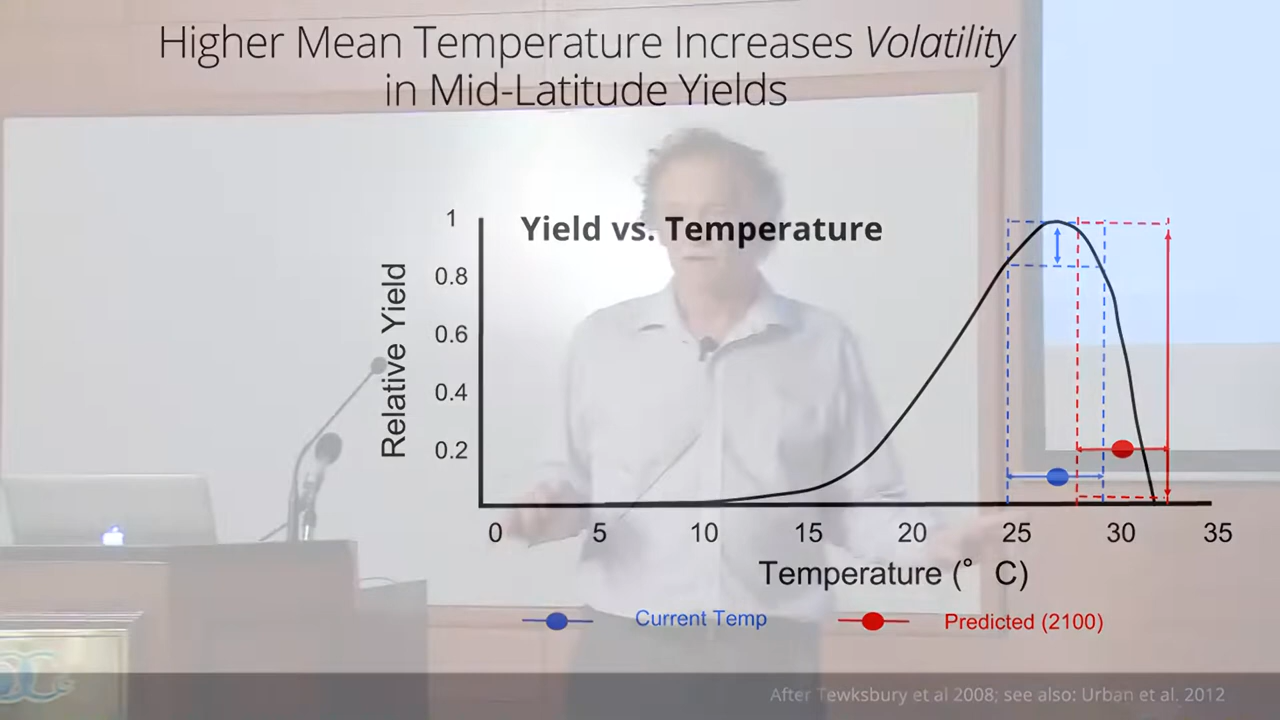 Higher Mean Temperature Increases Volatility
in Mid-Latitude Yields
Yield vs. Temperature
Relative Yield
1
0.8
0.6
0.4
0.2
0 5 10 15 20 25 30 35
Temperature (° C)
Current Temp
Predicted (2100)
After Tewksbury et al 2008; see also: Urban et al. 2012